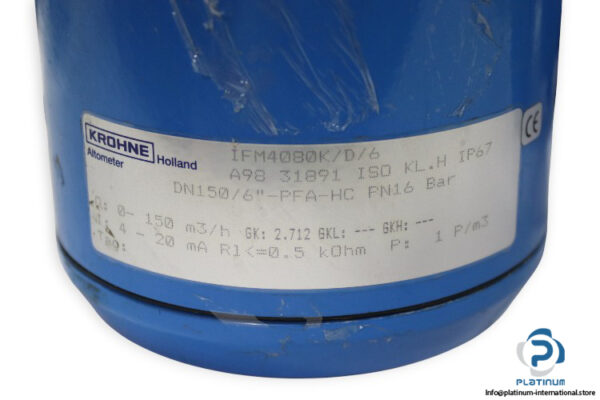 KROHNE
Altometer Holland
IFM4080K/D/6
A98 31891 ISO KL.H IP67
DN150/6"-PFA-HC PN16 Bar
Q: 0- 150 m3/h GK: 2.712 GKL: --- GKH: ---
I: 4 - 20 mA Rl<=0.5 kOhm P: 1 P/m3
Tag:
CE
PLATINUM
Info@platinum-international.store